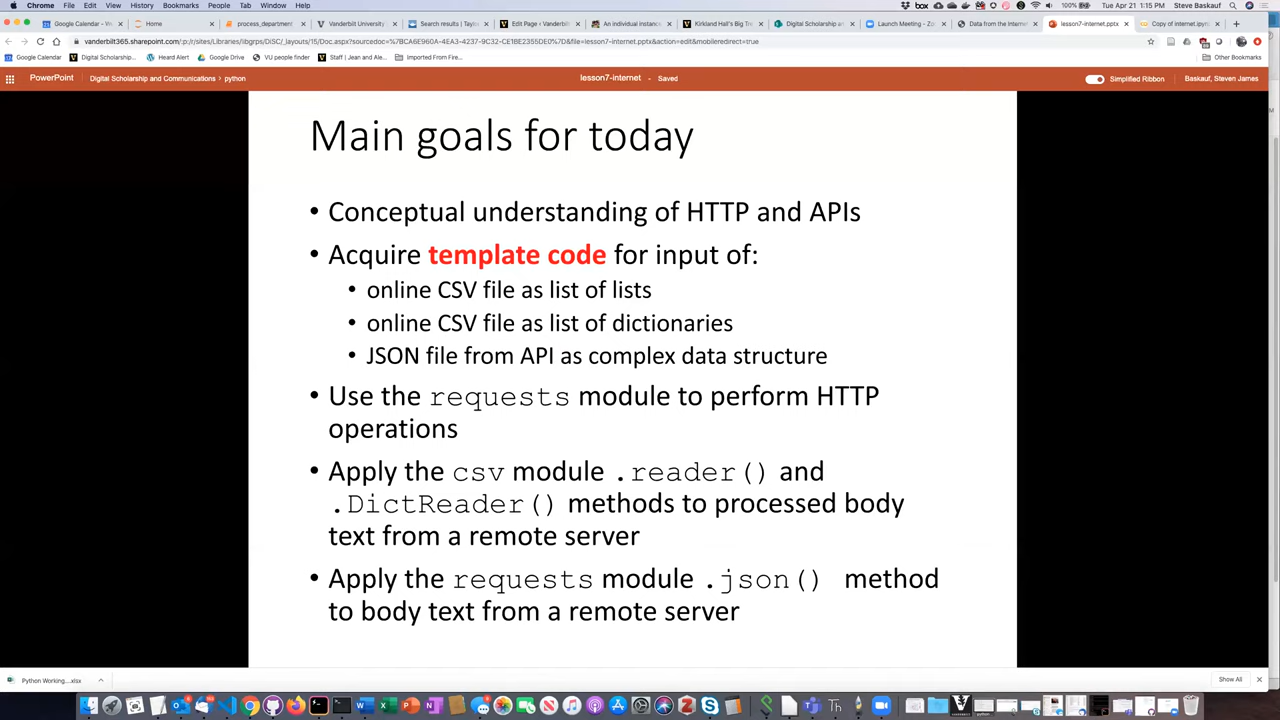 Chrome File Edit View History Bookmarks People Tab Window Help 100% Tue Apr 21 1:15 PM Steve Baskauf
Google Calendar - W Home process_department Vanderbilt University Search results | Taylo Edit Page ‹ Vanderbilt An individual instance Kirkland Hall's Big Tre Digital Scholarship an Launch Meeting - Zo Data from the Internet lesson7-internet.pptx Copy of internet.ipynb
vanderbilt365.sharepoint.com/:p:/r/sites/Libraries/libgrps/DiSC/_layouts/15/Doc.aspx?sourcedoc=%7BCA6E960A-4EA3-4237-9C32-CE1BE2355DE0%7D&file=lesson7-internet.pptx&action=edit&mobileredirect=true
Google Calendar Digital Scholarship... Google Drive VU people finder Staff | Jean and Ale... Heard Alert Imported From Fire... Other Bookmarks
PowerPoint Digital Scholarship and Communications › python lesson7-internet - Saved Simplified Ribbon Baskauf, Steven James
Main goals for today
• Conceptual understanding of HTTP and APIs
• Acquire template code for input of:
• online CSV file as list of lists
• online CSV file as list of dictionaries
• JSON file from API as complex data structure
• Use the requests module to perform HTTP
operations
• Apply the csv module .reader() and
.DictReader() methods to processed body
text from a remote server
• Apply the requests module .json() method
to body text from a remote server
Python Working....xlsx Show All